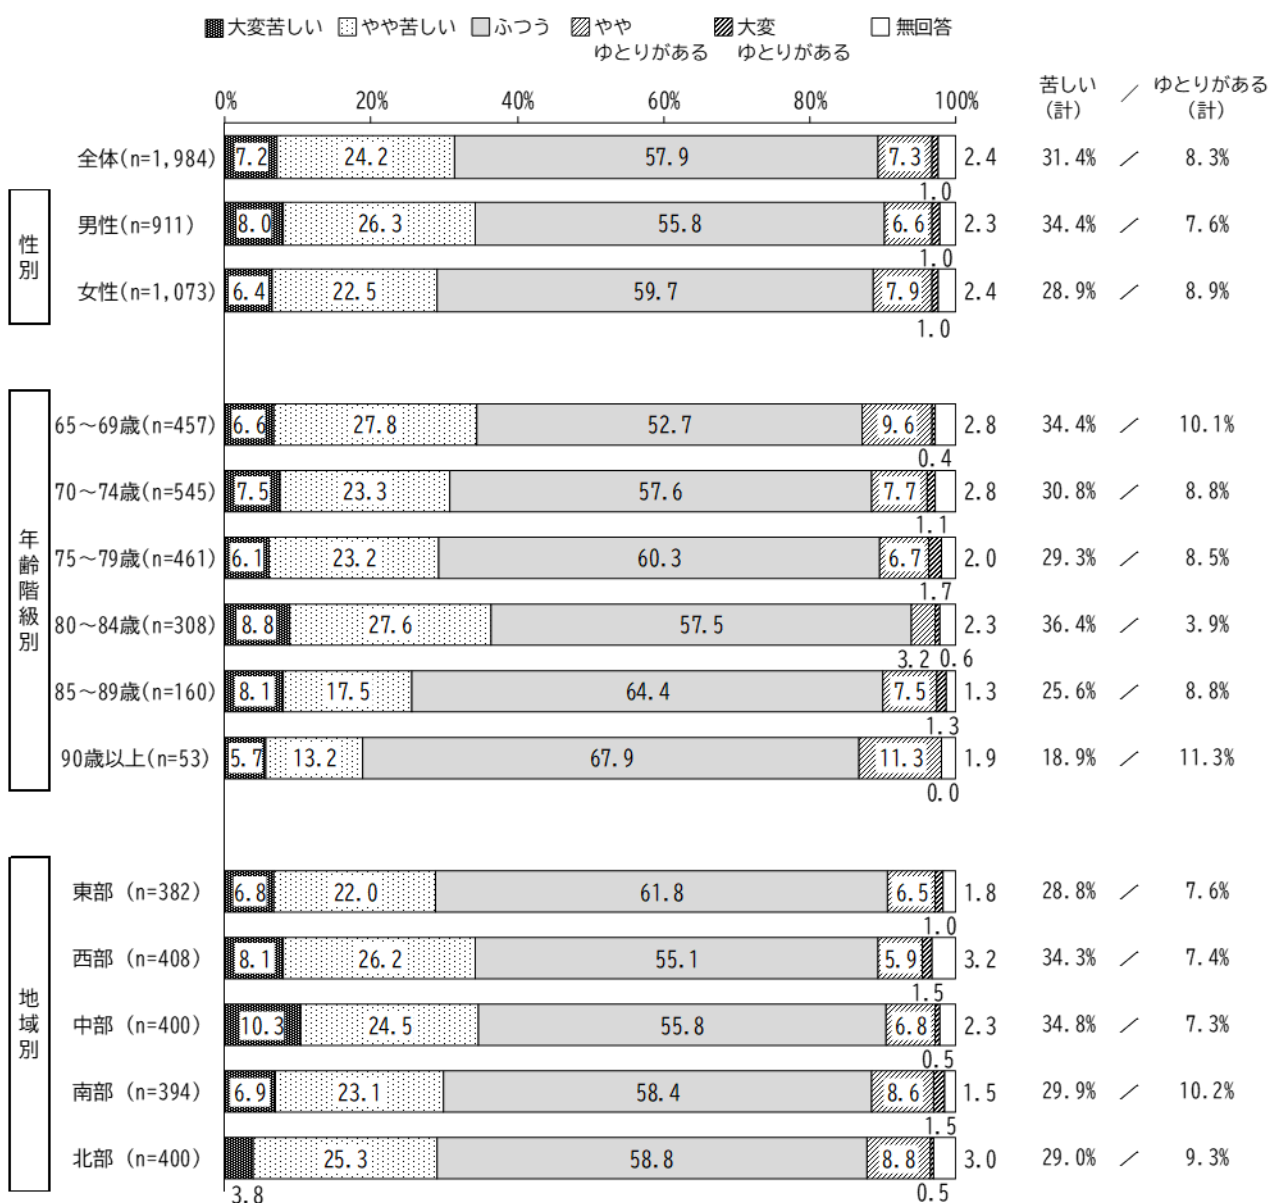 大変苦しい やや苦しい ふつう やや 大変 無回答
ゆとりがある ゆとりがある
苦しい ／ ゆとりがある
(計) (計)
0% 20% 40% 60% 80% 100%
全体(n=1,984) 7.2 24.2 57.9 7.3 2.4 31.4% ／ 8.3%
1.0
性別
男性(n=911) 8.0 26.3 55.8 6.6 2.3 34.4% ／ 7.6%
1.0
女性(n=1,073) 6.4 22.5 59.7 7.9 2.4 28.9% ／ 8.9%
1.0
年齢階級別
65～69歳(n=457) 6.6 27.8 52.7 9.6 2.8 34.4% ／ 10.1%
0.4
70～74歳(n=545) 7.5 23.3 57.6 7.7 2.8 30.8% ／ 8.8%
1.1
75～79歳(n=461) 6.1 23.2 60.3 6.7 2.0 29.3% ／ 8.5%
1.7
80～84歳(n=308) 8.8 27.6 57.5 2.3 36.4% ／ 3.9%
3.2 0.6
85～89歳(n=160) 8.1 17.5 64.4 7.5 1.3 25.6% ／ 8.8%
1.3
90歳以上(n=53) 5.7 13.2 67.9 11.3 1.9 18.9% ／ 11.3%
0.0
地域別
東部 (n=382) 6.8 22.0 61.8 6.5 1.8 28.8% ／ 7.6%
1.0
西部 (n=408) 8.1 26.2 55.1 5.9 3.2 34.3% ／ 7.4%
1.5
中部 (n=400) 10.3 24.5 55.8 6.8 2.3 34.8% ／ 7.3%
0.5
南部 (n=394) 6.9 23.1 58.4 8.6 1.5 29.9% ／ 10.2%
1.5
北部 (n=400) 25.3 58.8 8.8 3.0 29.0% ／ 9.3%
3.8 0.5